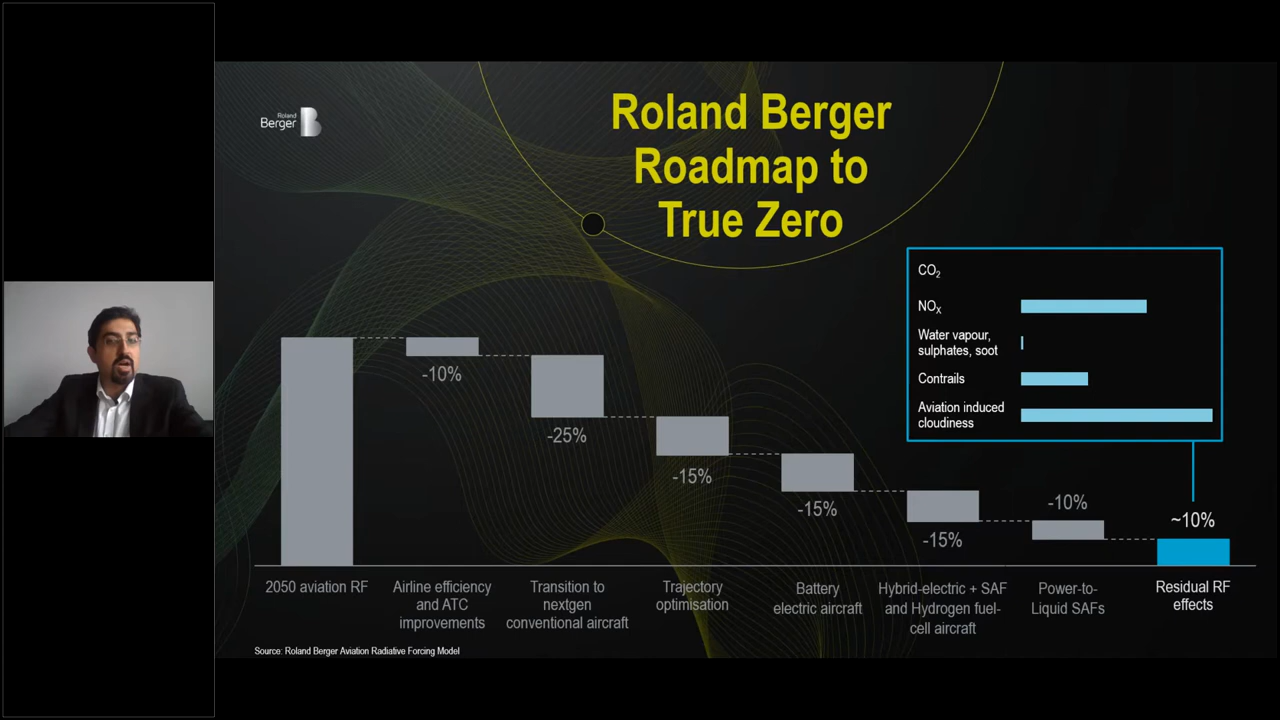 Roland
Berger
B
Roland Berger
Roadmap to
True Zero
CO₂
NOₓ
Water vapour,
sulphates, soot
Contrails
Aviation induced
cloudiness
-10%
-25%
-15%
-15%
-15%
-10%
~10%
2050 aviation RF
Airline efficiency
and ATC
improvements
Transition to
nextgen
conventional aircraft
Trajectory
optimisation
Battery
electric aircraft
Hybrid-electric + SAF
and Hydrogen fuel-
cell aircraft
Power-to-
Liquid SAFs
Residual RF
effects
Source: Roland Berger Aviation Radiative Forcing Model